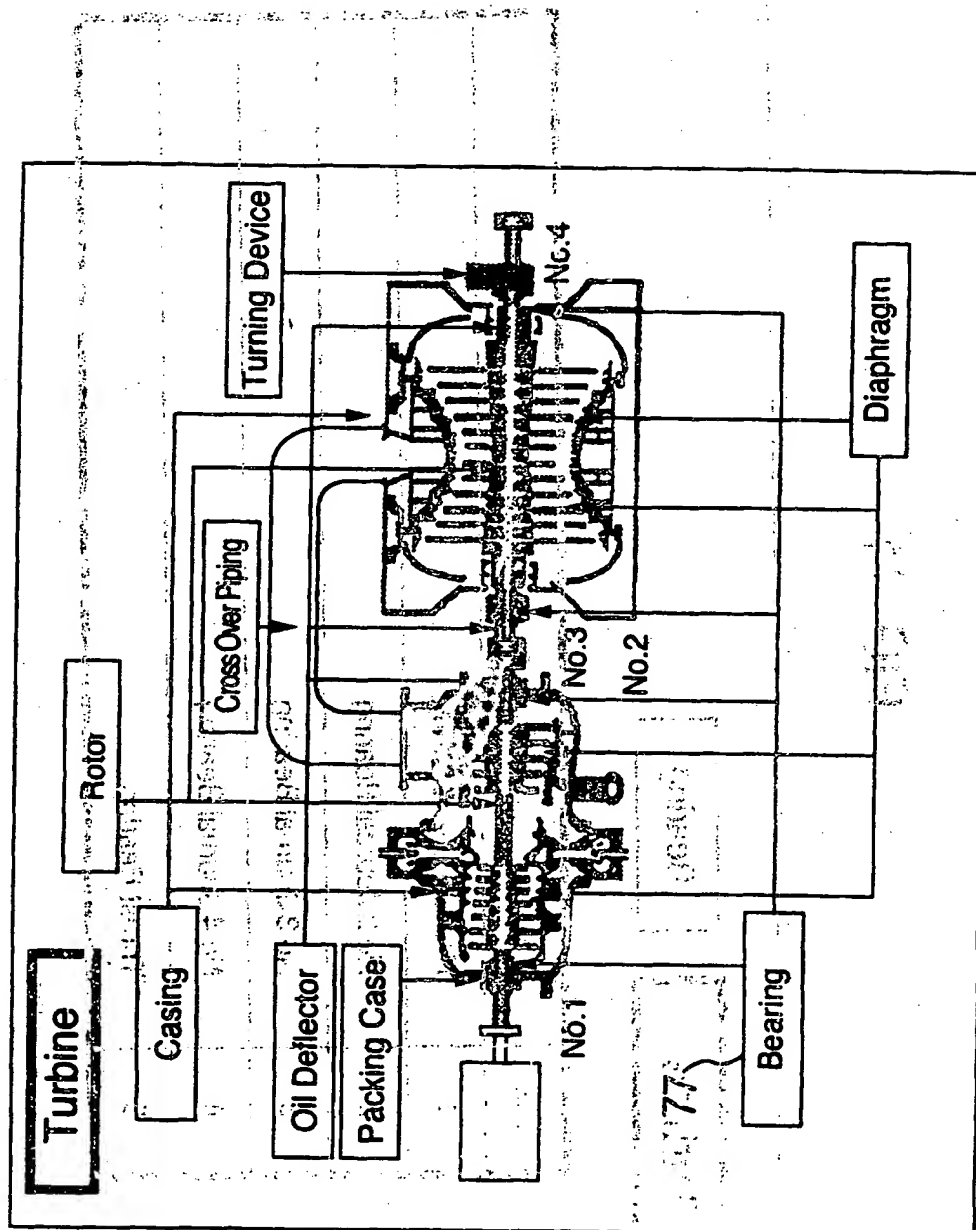 Turbine
Rotor
Casing
Cross Over Piping
Turning Device
Oil Deflector
Packing Case
No.1
No.3
No.2
No.4
77
Bearing
Diaphragm